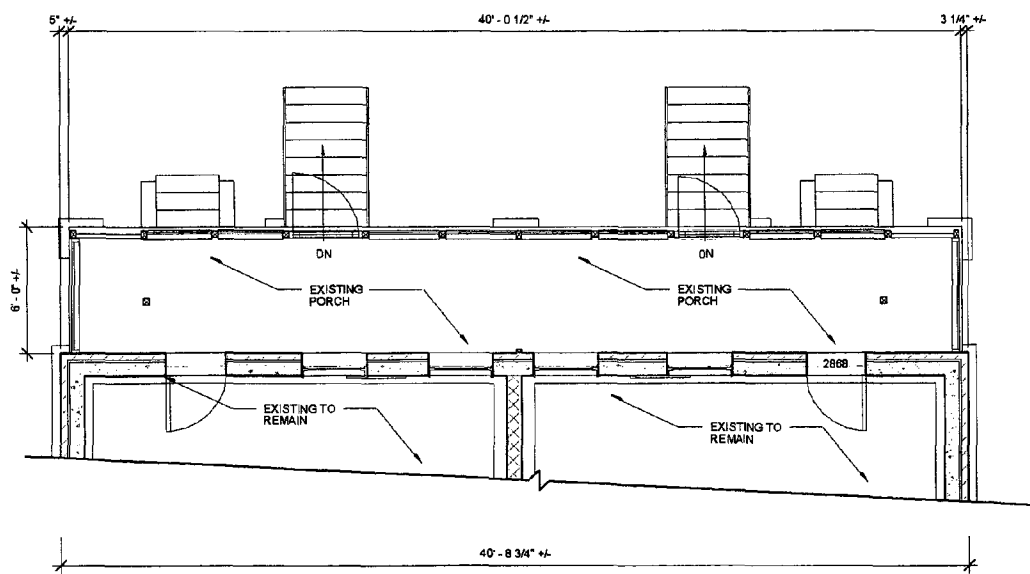 5" +/-
40' - 0 1/2" +/-
3 1/4" +/-
6' - 0" +/-
DN
DN
EXISTING
PORCH
EXISTING
PORCH
2868
EXISTING TO
REMAIN
EXISTING TO
REMAIN
40' - 8 3/4" +/-